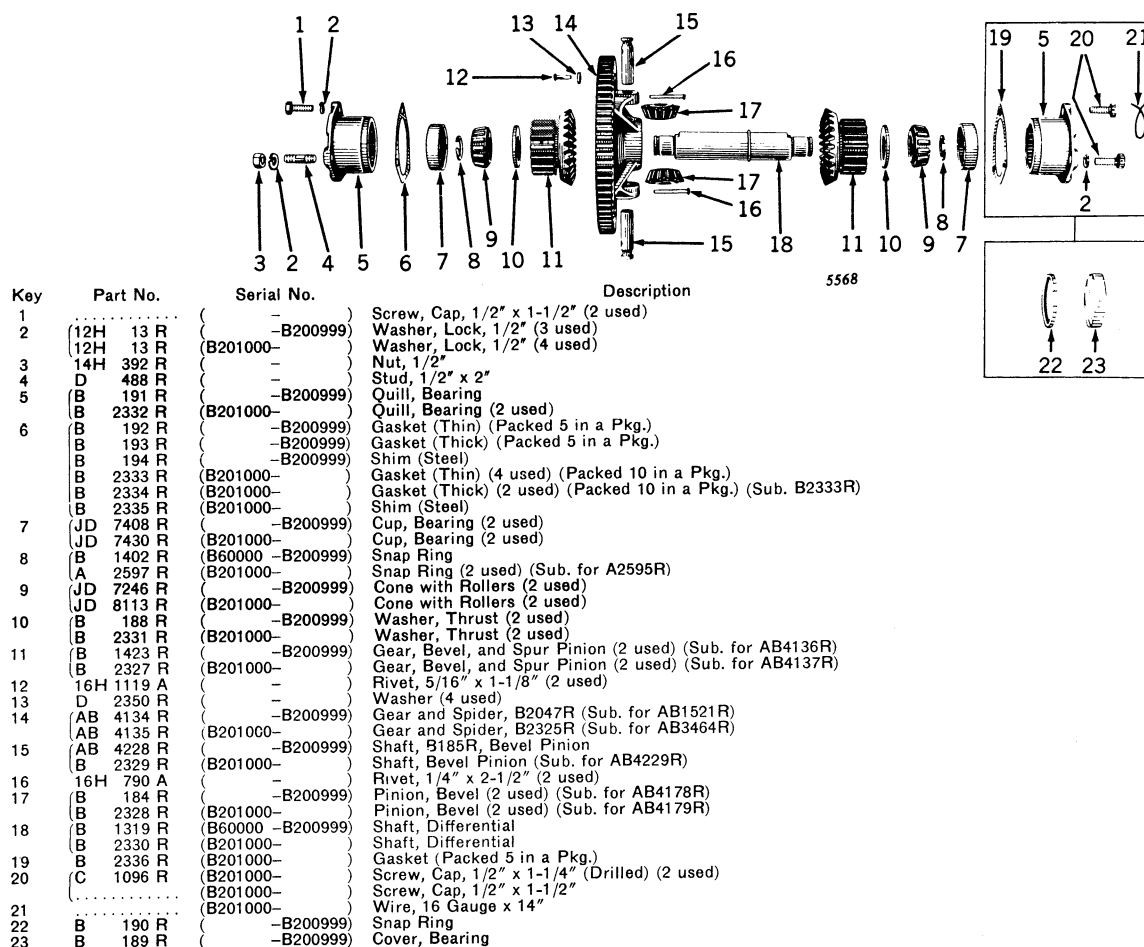 1 2 13 14 15 19 5 20 21
12 16
17
17
16 2
3 2 4 5 6 7 8 9 10 11 15 18 11 10 9 8 7
5568
22 23
Key Part No. Serial No. Description
1 ............. ( - ) Screw, Cap, 1/2" x 1-1/2" (2 used)
2 12H 13 R ( -B200999) Washer, Lock, 1/2" (3 used)
12H 13 R (B201000- ) Washer, Lock, 1/2" (4 used)
3 14H 392 R ( - ) Nut, 1/2"
4 D 488 R ( - ) Stud, 1/2" x 2"
5 B 191 R ( -B200999) Quill, Bearing
B 2332 R (B201000- ) Quill, Bearing (2 used)
6 B 192 R ( -B200999) Gasket (Thin) (Packed 5 in a Pkg.)
B 193 R ( -B200999) Gasket (Thick) (Packed 5 in a Pkg.)
B 194 R ( -B200999) Shim (Steel)
B 2333 R (B201000- ) Gasket (Thin) (4 used) (Packed 10 in a Pkg.)
B 2334 R (B201000- ) Gasket (Thick) (2 used) (Packed 10 in a Pkg.) (Sub. B2333R)
B 2335 R (B201000- ) Shim (Steel)
7 JD 7408 R ( -B200999) Cup, Bearing (2 used)
JD 7430 R (B201000- ) Cup, Bearing (2 used)
8 B 1402 R (B60000 -B200999) Snap Ring
A 2597 R (B201000- ) Snap Ring (2 used) (Sub. for A2595R)
9 JD 7246 R ( -B200999) Cone with Rollers (2 used)
JD 8113 R (B201000- ) Cone with Rollers (2 used)
10 B 188 R ( -B200999) Washer, Thrust (2 used)
B 2331 R (B201000- ) Washer, Thrust (2 used)
11 B 1423 R ( -B200999) Gear, Bevel, and Spur Pinion (2 used) (Sub. for AB4136R)
B 2327 R (B201000- ) Gear, Bevel, and Spur Pinion (2 used) (Sub. for AB4137R)
12 16H 1119 A ( - ) Rivet, 5/16" x 1-1/8" (2 used)
13 D 2350 R ( - ) Washer (4 used)
14 AB 4134 R ( -B200999) Gear and Spider, B2047R (Sub. for AB1521R)
AB 4135 R (B201000- ) Gear and Spider, B2325R (Sub. for AB3464R)
15 AB 4228 R ( -B200999) Shaft, B185R, Bevel Pinion
B 2329 R (B201000- ) Shaft, Bevel Pinion (Sub. for AB4229R)
16 16H 790 A ( - ) Rivet, 1/4" x 2-1/2" (2 used)
17 B 184 R ( -B200999) Pinion, Bevel (2 used) (Sub. for AB4178R)
B 2328 R (B201000- ) Pinion, Bevel (2 used) (Sub. for AB4179R)
18 B 1319 R (B60000 -B200999) Shaft, Differential
B 2330 R (B201000- ) Shaft, Differential
19 B 2336 R (B201000- ) Gasket (Packed 5 in a Pkg.)
20 C 1096 R (B201000- ) Screw, Cap, 1/2" x 1-1/4" (Drilled) (2 used)
............. (B201000- ) Screw, Cap, 1/2" x 1-1/2"
21 ............. (B201000- ) Wire, 16 Gauge x 14"
22 B 190 R ( -B200999) Snap Ring
23 B 189 R ( -B200999) Cover, Bearing